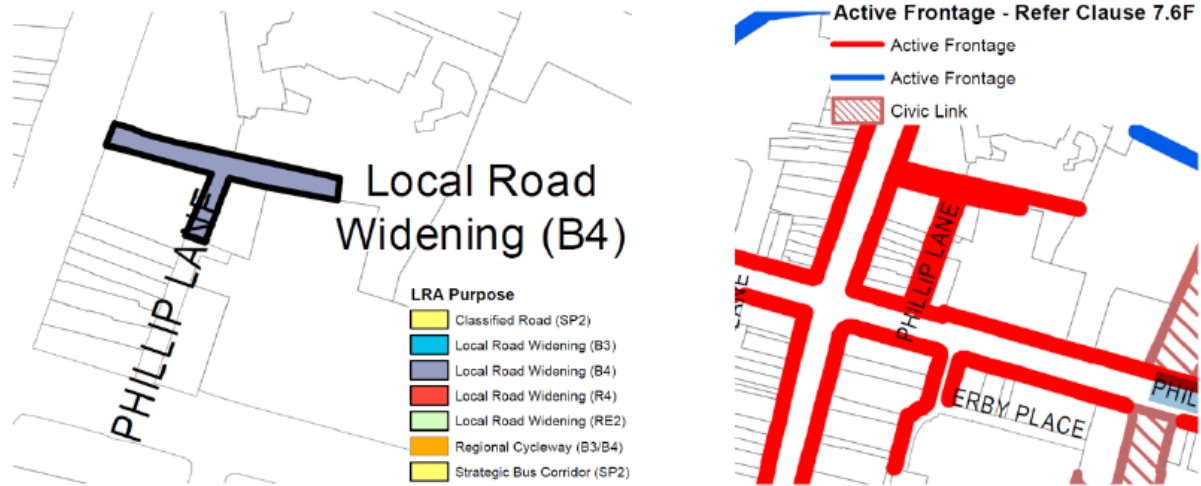 Local Road
Widening (B4)
PHILLIP LANE
LRA Purpose
Classified Road (SP2)
Local Road Widening (B3)
Local Road Widening (B4)
Local Road Widening (R4)
Local Road Widening (RE2)
Regional Cycleway (B3/B4)
Strategic Bus Corridor (SP2)
Active Frontage - Refer Clause 7.6F
Active Frontage
Active Frontage
Civic Link
PHILLIP LANE
LANE
ERBY PLACE
PHIL